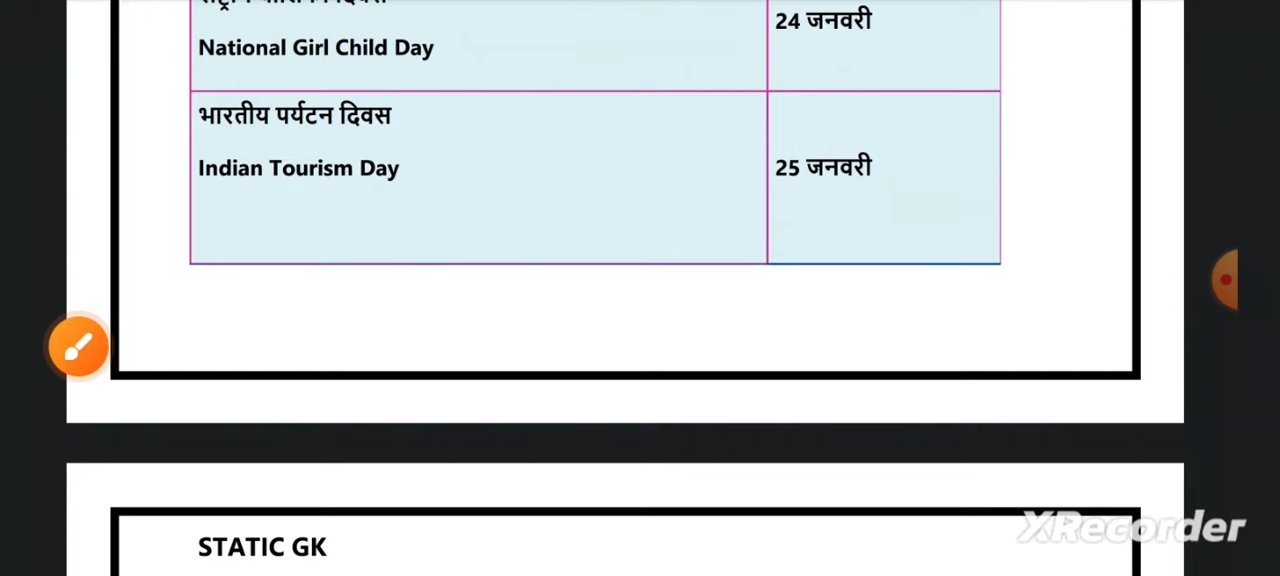 24 जनवरी
National Girl Child Day
भारतीय पर्यटन दिवस
Indian Tourism Day
25 जनवरी
STATIC GK
XRecorder